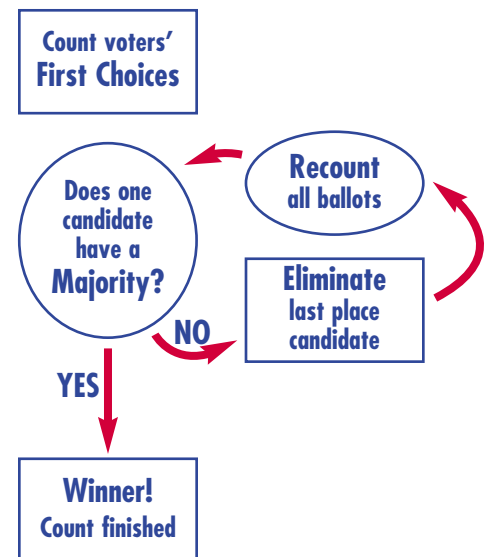 Count voters’
First Choices
Does one
candidate
have a
Majority?
NO
Eliminate
last place
candidate
Recount
all ballots
YES
Winner!
Count finished